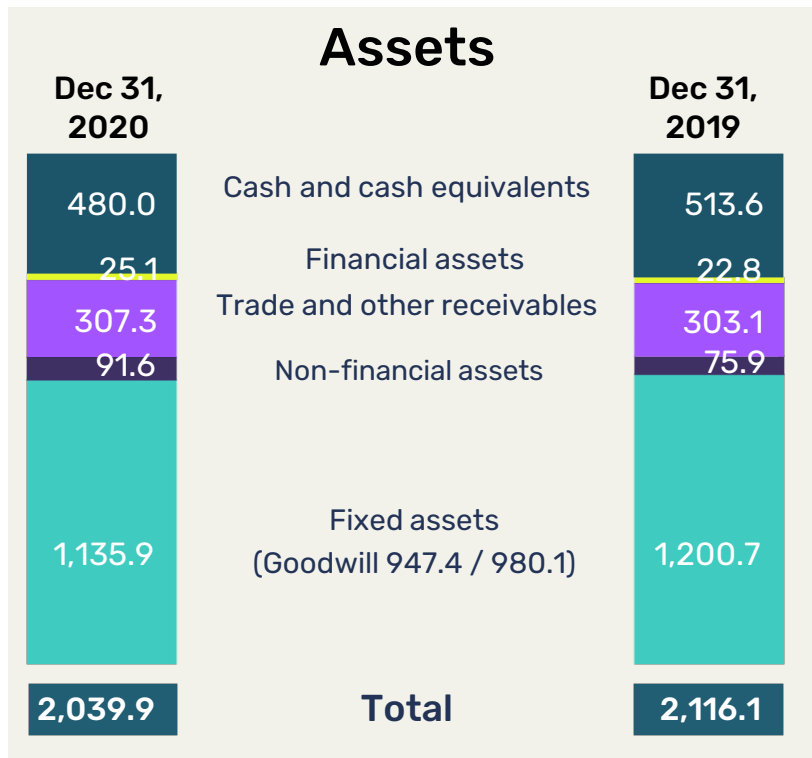 Assets
Dec 31,
2020
Dec 31,
2019
480.0
Cash and cash equivalents
513.6
25.1
Financial assets
22.8
307.3
Trade and other receivables
303.1
91.6
Non-financial assets
75.9
1,135.9
Fixed assets
(Goodwill 947.4 / 980.1)
1,200.7
2,039.9
Total
2,116.1